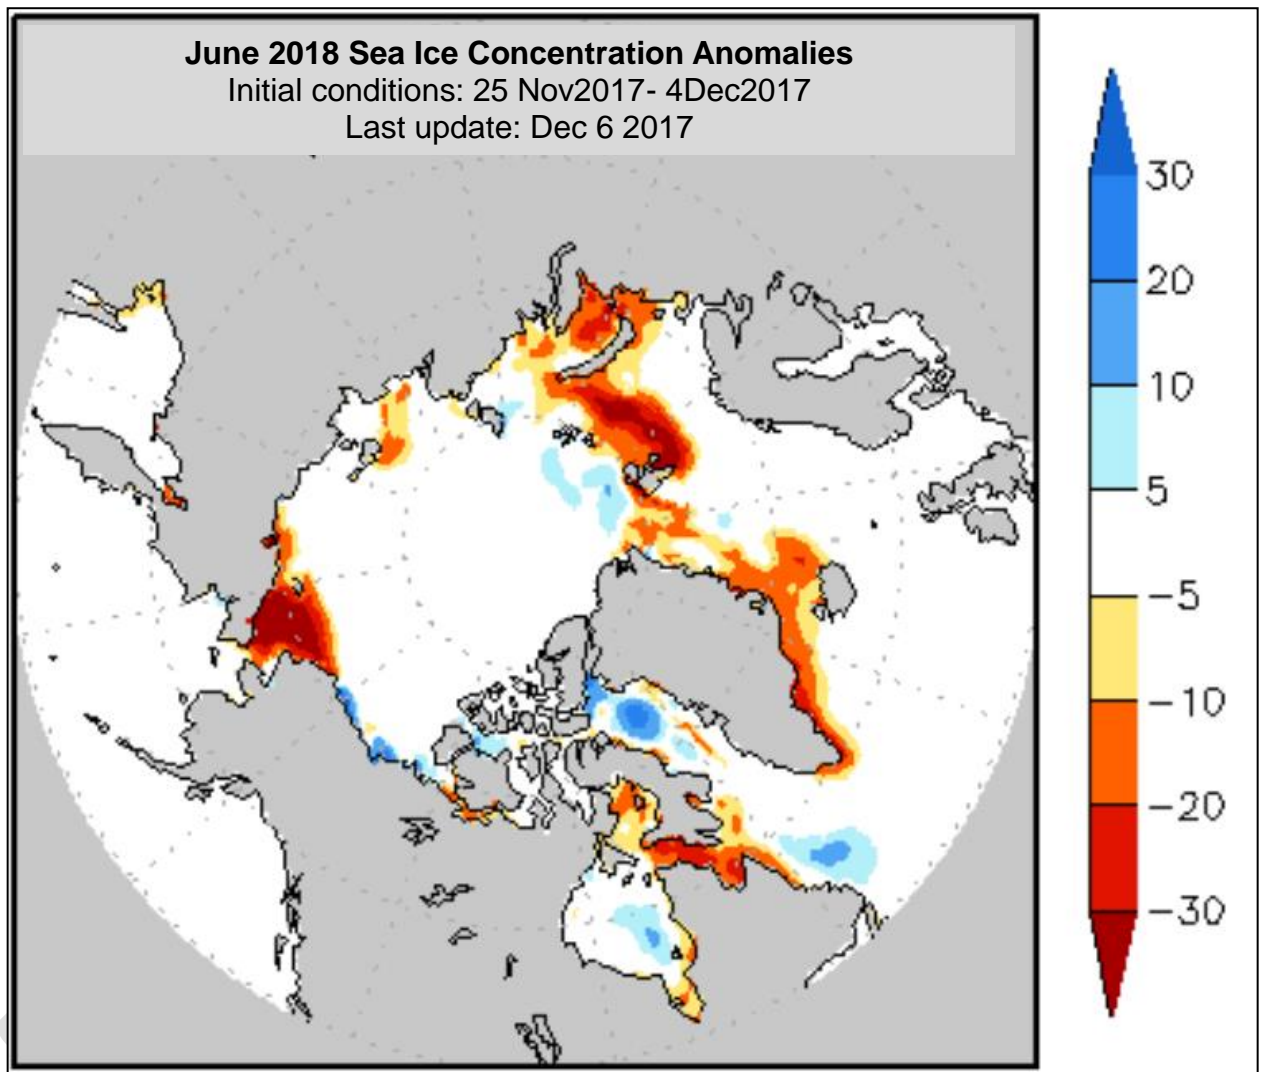 June 2018 Sea Ice Concentration Anomalies
Initial conditions: 25 Nov2017- 4Dec2017
Last update: Dec 6 2017
30
20
10
5
−5
−10
−20
−30